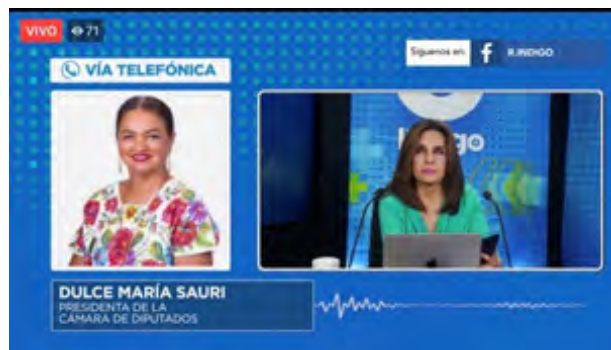 VIVO 71
Síguenos en: f R.INDIGO
VÍA TELEFÓNICA
DULCE MARÍA SAURI
PRESIDENTA DE LA
CÁMARA DE DIPUTADOS